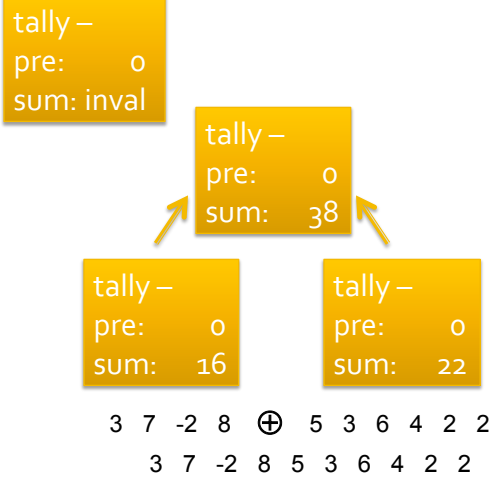 tally –
pre: 0
sum: inval
tally –
pre: 0
sum: 38
tally –
pre: 0
sum: 16
tally –
pre: 0
sum: 22
3 7 -2 8 ⊕ 5 3 6 4 2 2
3 7 -2 8 5 3 6 4 2 2